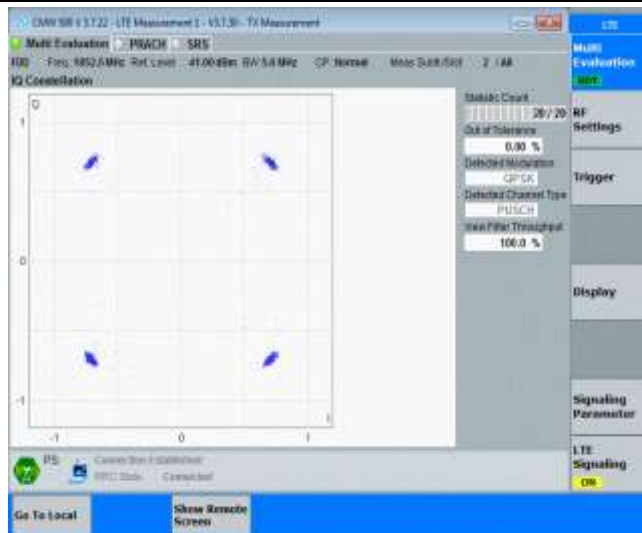 CMW 500 V 3.7.22 - LTE Measurement 1 - V3.7.30 - TX Measurement
LTE
Multi Evaluation PRACH SRS
Multi Evaluation
RDY
FDD Freq: 1852.5 MHz Ref. Level: 41.00 dBm BW: 5.0 MHz CP: Normal Meas Subfr./Slot: 2 / All
IQ Constellation
Q
Statistic Count
20 / 20
RF Settings
Out of Tolerance
0.00 %
Detected Modulation
QPSK
Trigger
Detected Channel Type
PUSCH
View Filter Throughput
100.0 %
1
0
-1
I
-1 0 1
Display
Signaling Parameter
PS: Connection Established
RRC State Connected
LTE Signaling
ON
Go To Local
Show Remote Screen